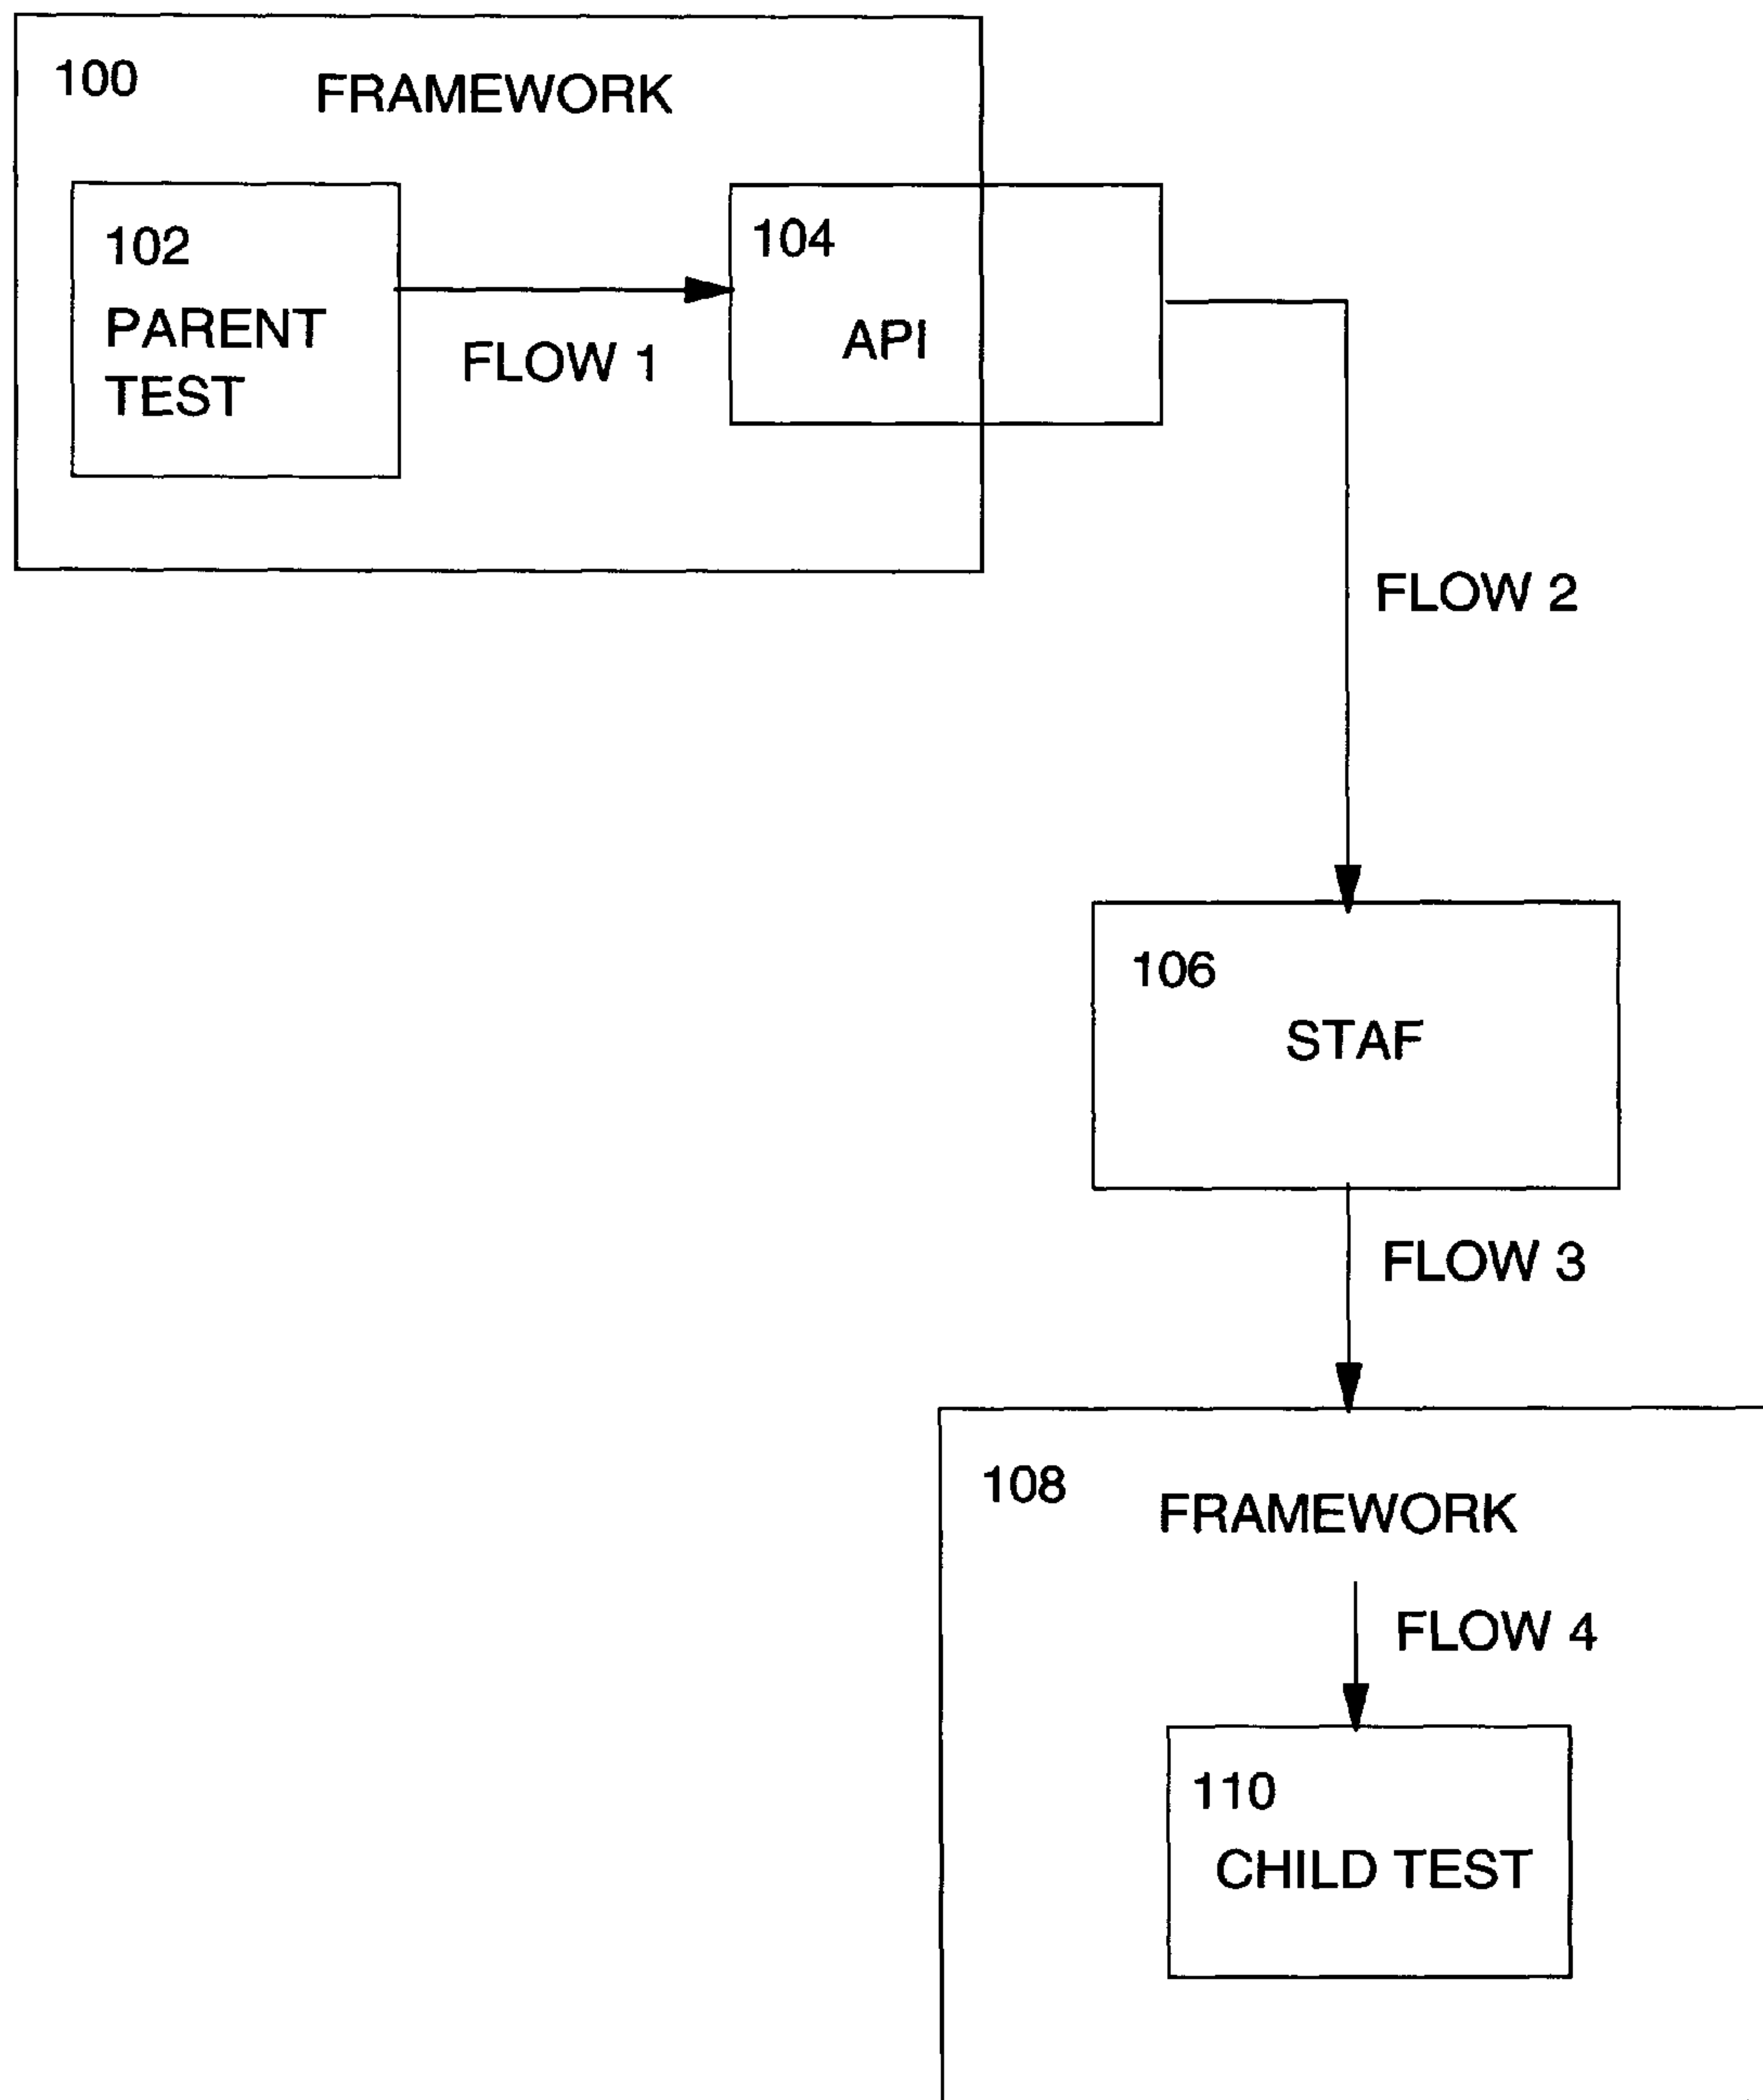 100
FRAMEWORK
102
PARENT
TEST
FLOW 1
104
API
FLOW 2
106
STAF
FLOW 3
108
FRAMEWORK
FLOW 4
110
CHILD TEST